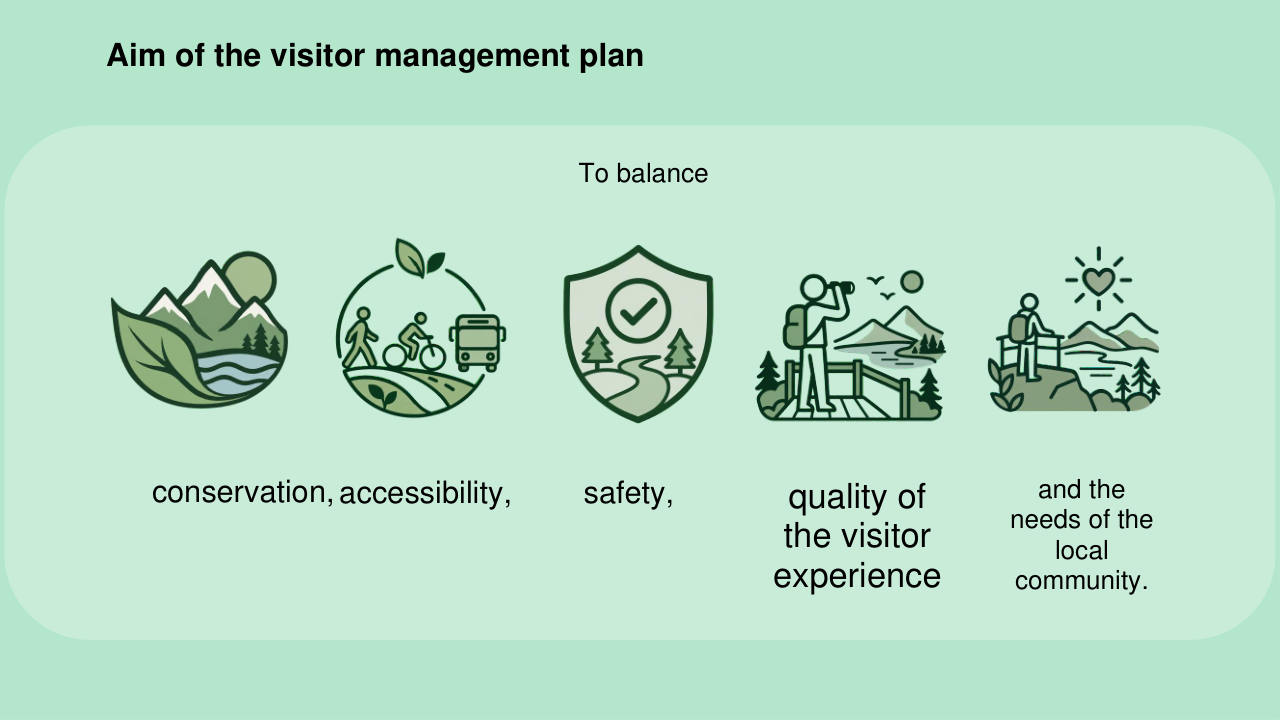 Aim of the visitor management plan
To balance
conservation,
accessibility,
safety,
quality of
the visitor
experience
and the
needs of the
local
community.